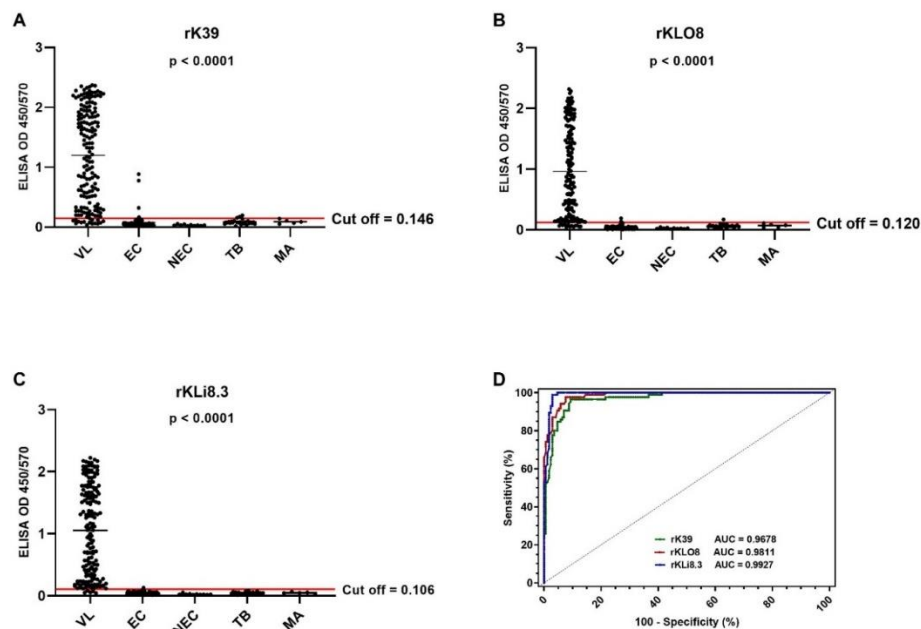 A
rK39
p < 0.0001
ELISA OD 450/570
3
2
1
0
Cut off = 0.146
VL EC NEC TB MA
B
rKLO8
p < 0.0001
ELISA OD 450/570
3
2
1
0
Cut off = 0.120
VL EC NEC TB MA
C
rKLi8.3
p < 0.0001
ELISA OD 450/570
3
2
1
0
Cut off = 0.106
VL EC NEC TB MA
D
Sensitivity (%)
100
80
60
40
20
0
rK39 AUC = 0.9678
rKLO8 AUC = 0.9811
rKLi8.3 AUC = 0.9927
0 20 40 60 80 100
100 - Specificity (%)